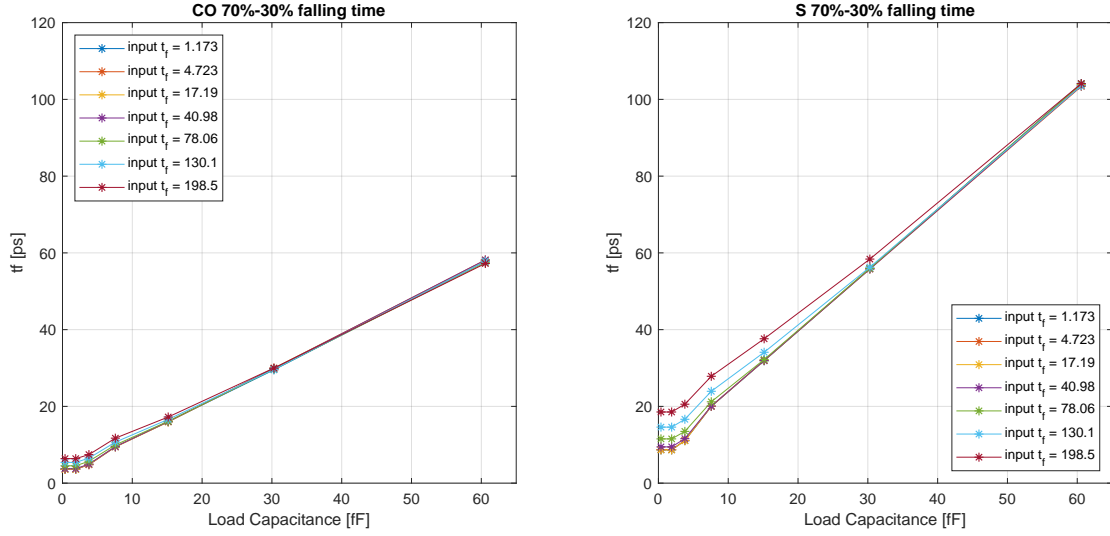 CO 70%-30% falling time
120
100
80
60
40
20
0
tf [ps]
input t_f = 1.173
input t_f = 4.723
input t_f = 17.19
input t_f = 40.98
input t_f = 78.06
input t_f = 130.1
input t_f = 198.5
0 10 20 30 40 50 60
Load Capacitance [fF]
S 70%-30% falling time
120
100
80
60
40
20
0
tf [ps]
input t_f = 1.173
input t_f = 4.723
input t_f = 17.19
input t_f = 40.98
input t_f = 78.06
input t_f = 130.1
input t_f = 198.5
0 10 20 30 40 50 60
Load Capacitance [fF]